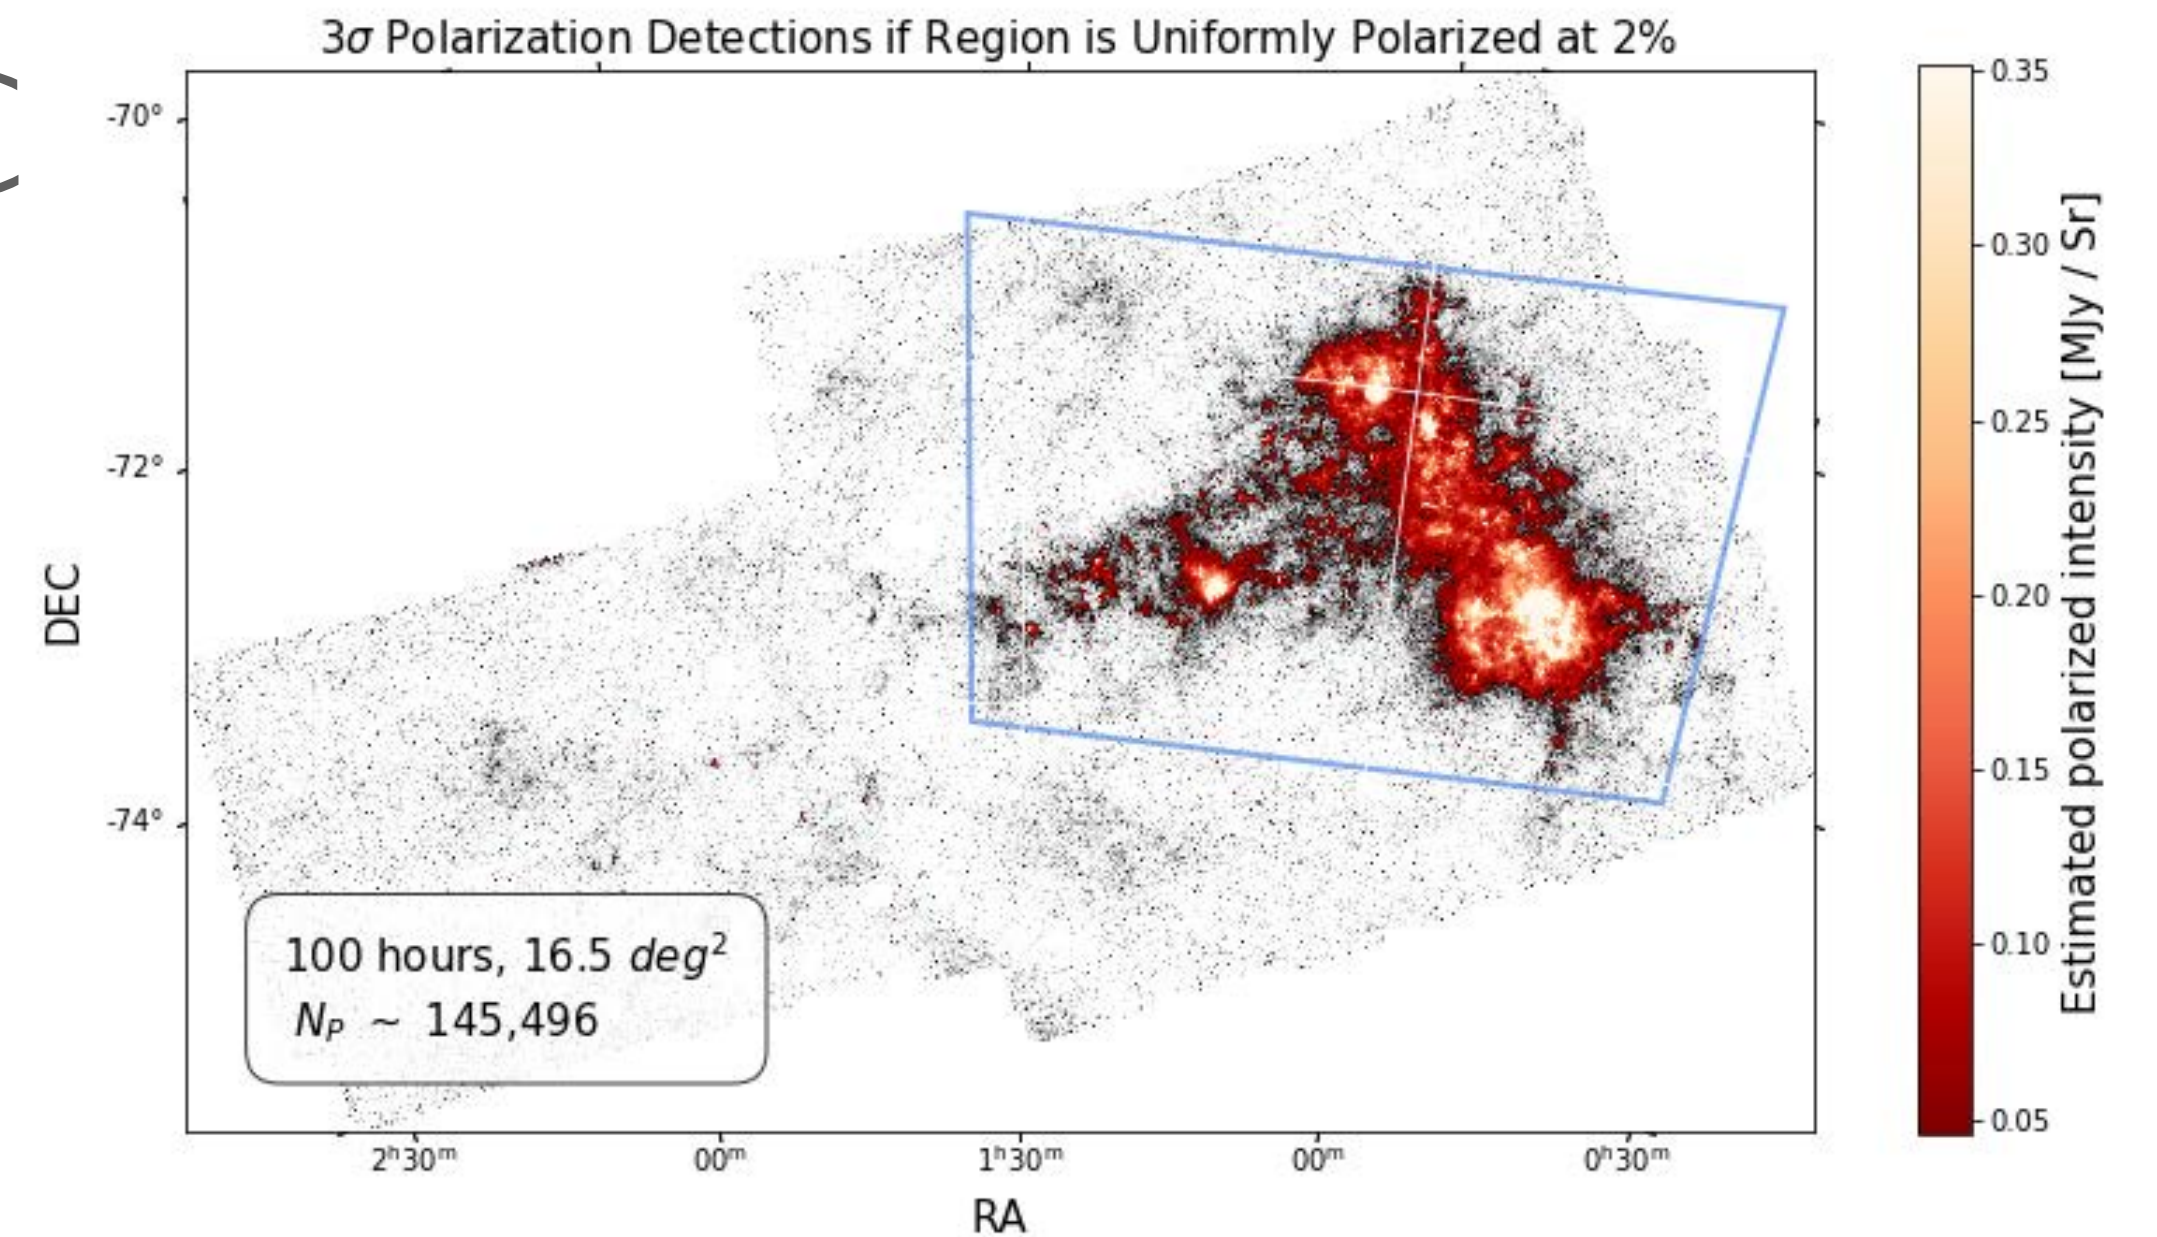 3σ Polarization Detections if Region is Uniformly Polarized at 2%
-70°
-72°
-74°
DEC
100 hours, 16.5 deg²
N_P ~ 145,496
2ʰ30ᵐ
00ᵐ
1ʰ30ᵐ
00ᵐ
0ʰ30ᵐ
RA
0.35
0.30
0.25
0.20
0.15
0.10
0.05
Estimated polarized intensity [MJy / Sr]